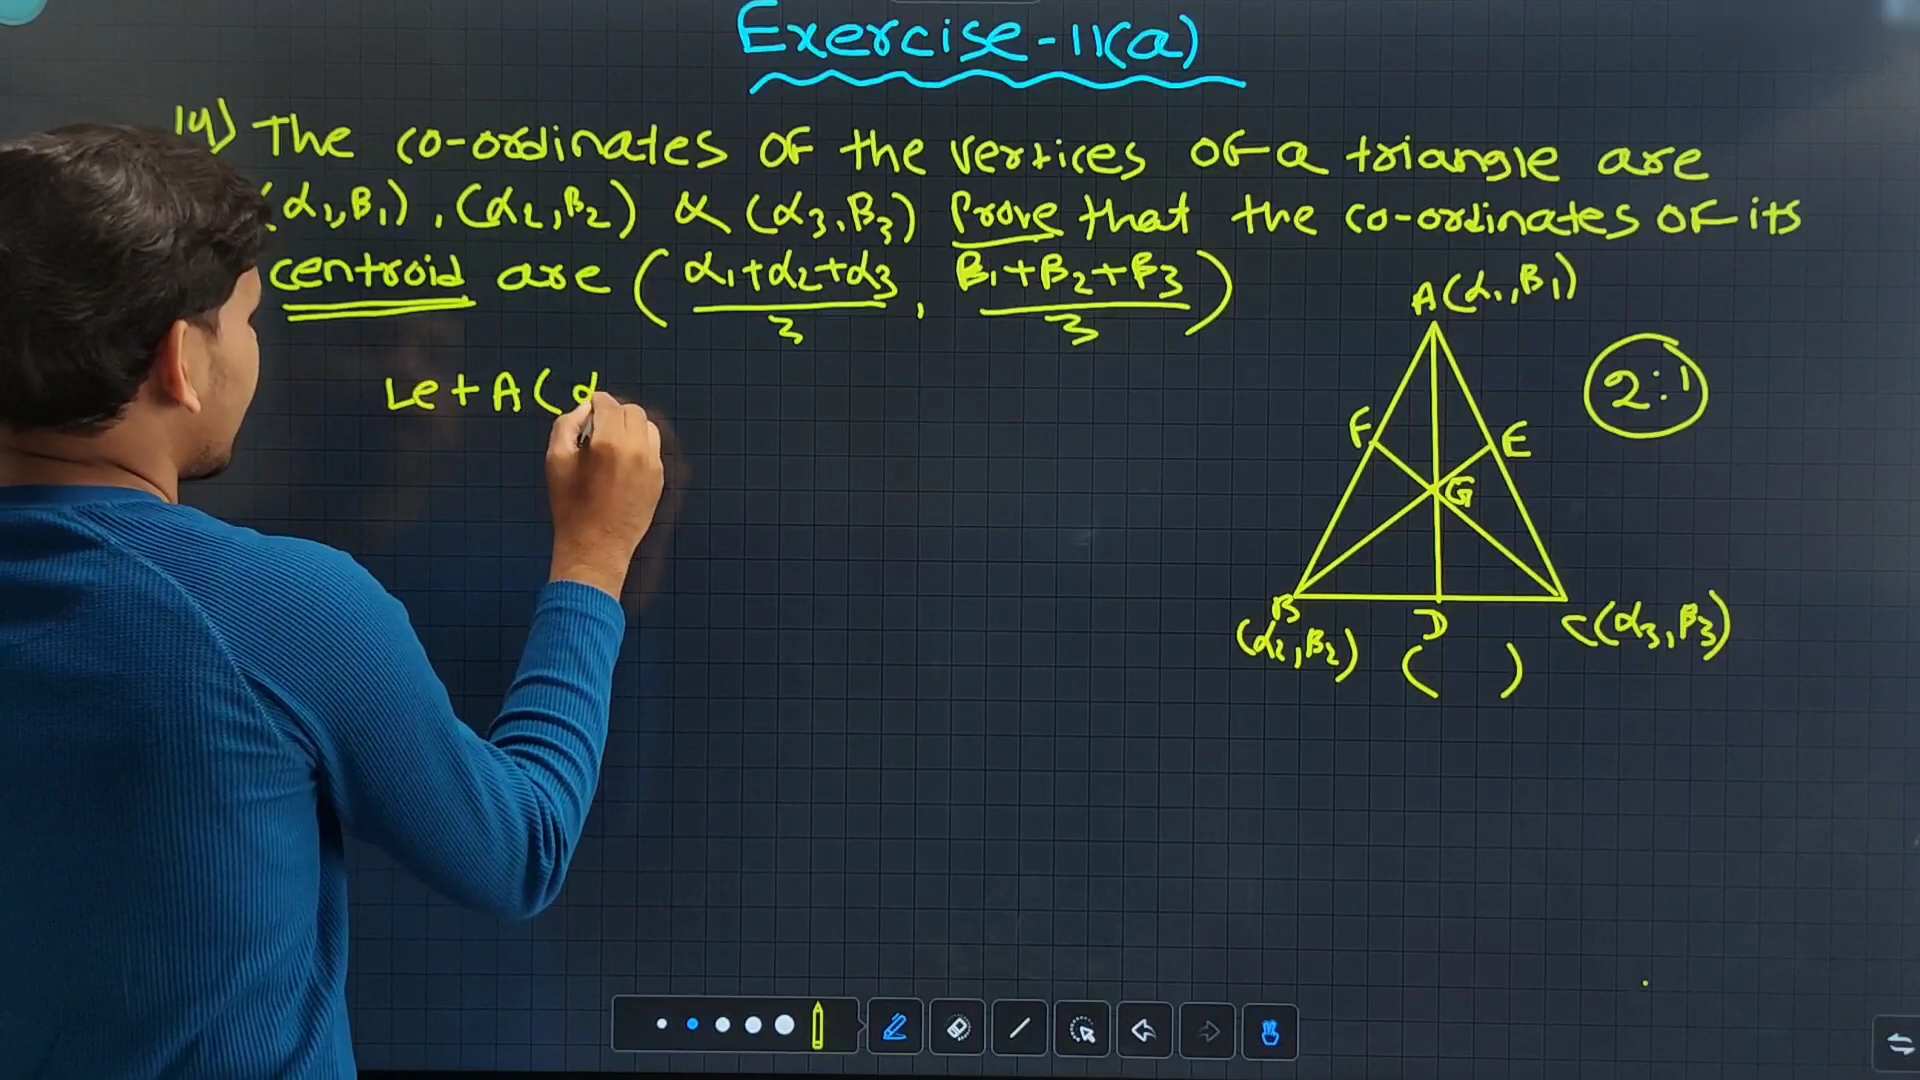 Exercise-11(a)
14) The co-ordinates of the vertices of a triangle are
(α1,β1), (α2,β2) & (α3,β3) Prove that the co-ordinates of its
centroid are (α1+α2+α3/3, β1+β2+β3/3)
A(α1,β1)
Let A(α
2:1
F
E
G
B
D
C(α3,β3)
(α2,β2)
( )